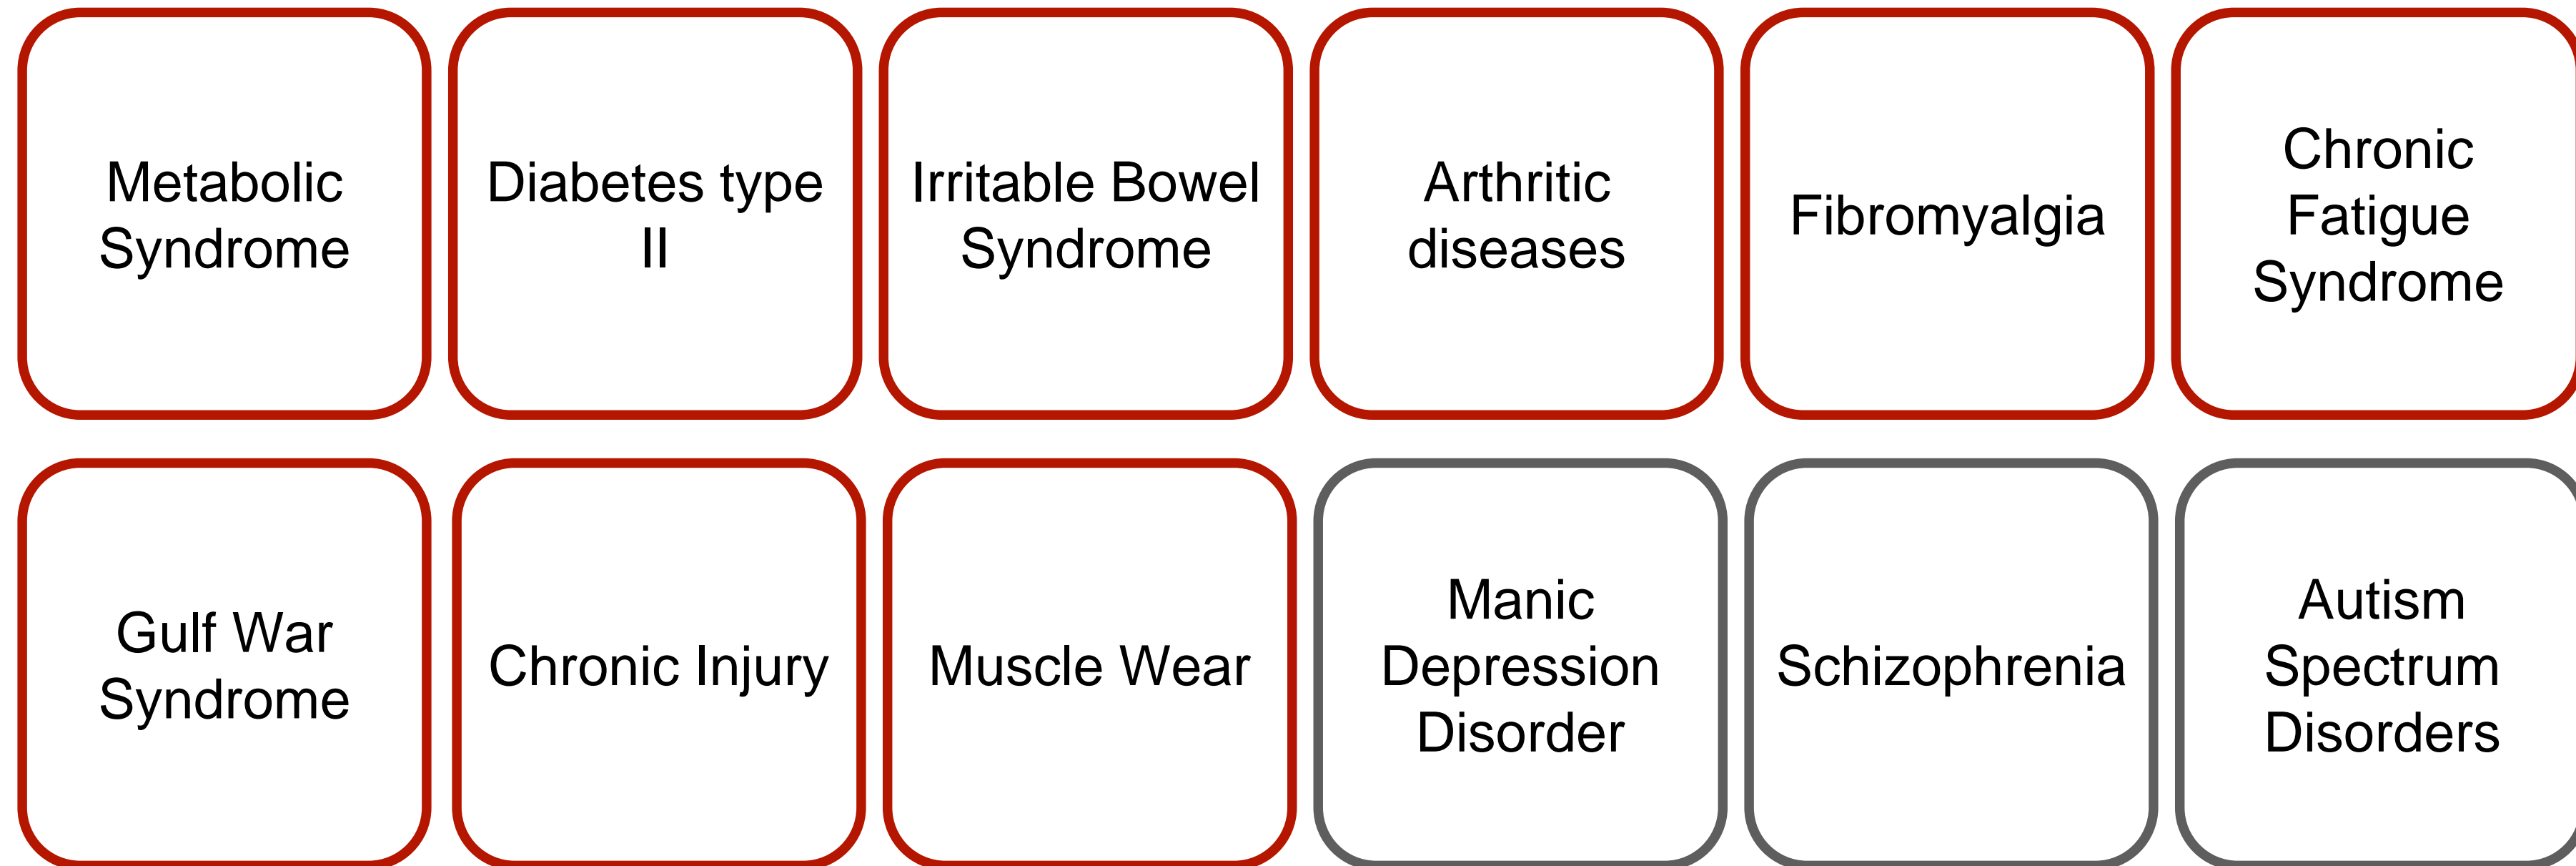 Metabolic
Syndrome
Diabetes type
II
Irritable Bowel
Syndrome
Arthritic
diseases
Fibromyalgia
Chronic
Fatigue
Syndrome
Gulf War
Syndrome
Chronic Injury
Muscle Wear
Manic
Depression
Disorder
Schizophrenia
Autism
Spectrum
Disorders